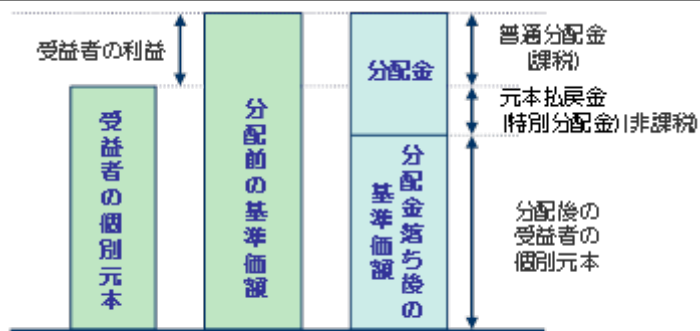 受益者の利益
受益者の個別元本
分配前の基準価額
分配金
分配金落ち後の
基準価額
普通分配金
(課税)
元本払戻金
(特別分配金)(非課税)
分配後の
受益者の
個別元本